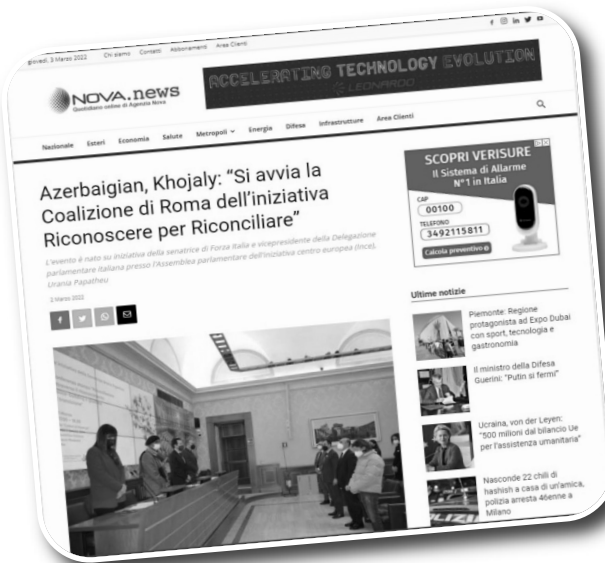 giovedì, 3 Marzo 2022 Chi siamo Contatti Abbonamenti Area Clienti
NOVA.news
Quotidiano online di Agenzia Nova
ACCELERATING TECHNOLOGY EVOLUTION
LEONARDO
Nazionale Esteri Economia Salute Metropoli Energia Difesa Infrastrutture Area Clienti
Azerbaigian, Khojaly: “Si avvia la
Coalizione di Roma dell’iniziativa
Riconoscere per Riconciliare”
L'evento è nato su iniziativa della senatrice di Forza Italia e vicepresidente della Delegazione
parlamentare italiana presso l'Assemblea parlamentare dell'Iniziativa centro europea (Ince),
Urania Papatheu
2 Marzo 2022
SCOPRI VERISURE
Il Sistema di Allarme
N°1 in Italia
CAP
00100
TELEFONO
3492115811
Calcola preventivo
Ultime notizie
Piemonte: Regione
protagonista ad Expo Dubai
con sport, tecnologia e
gastronomia
Il ministro della Difesa
Guerini: “Putin si fermi”
Ucraina, von der Leyen:
“500 milioni dal bilancio Ue
per l'assistenza umanitaria”
Nasconde 22 chili di
hashish a casa di un'amica,
polizia arresta 46enne a
Milano